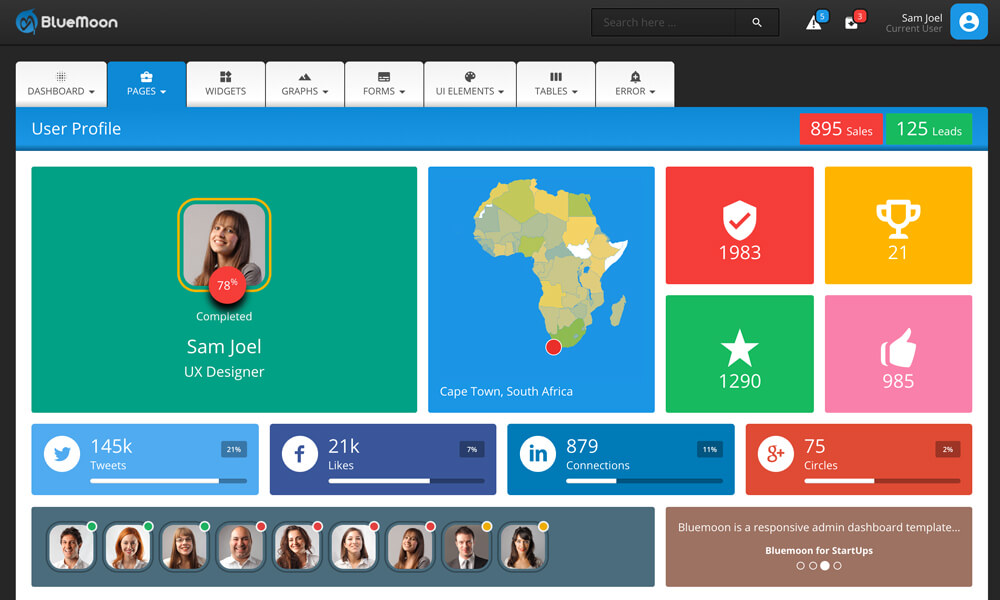 BLUEMOON
Search here ...
5
3
Sam Joel
Current User
DASHBOARD
PAGES
WIDGETS
GRAPHS
FORMS
UI ELEMENTS
TABLES
ERROR
User Profile
895 Sales
125 Leads
78%
Completed
Sam Joel
UX Designer
Cape Town, South Africa
1983
21
1290
985
145k
Tweets
21%
f
21k
Likes
7%
in
879
Connections
11%
g+
75
Circles
2%
Bluemoon is a responsive admin dashboard template...
Bluemoon for StartUps